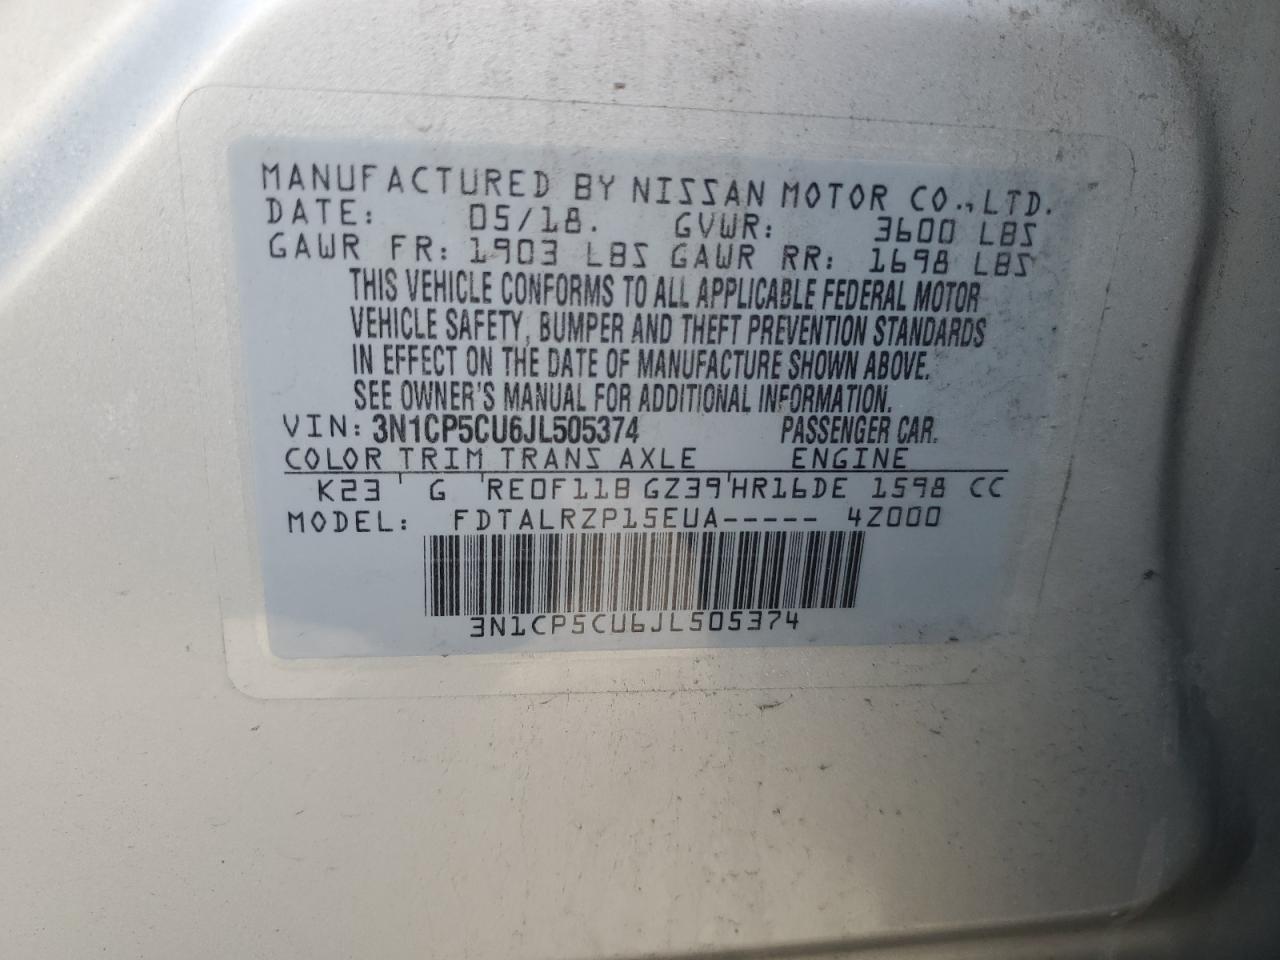 MANUFACTURED BY NISSAN MOTOR CO.,LTD.
DATE: 05/18. GVWR: 3600 LBS
GAWR FR: 1903 LBS GAWR RR: 1698 LBS
THIS VEHICLE CONFORMS TO ALL APPLICABLE FEDERAL MOTOR
VEHICLE SAFETY, BUMPER AND THEFT PREVENTION STANDARDS
IN EFFECT ON THE DATE OF MANUFACTURE SHOWN ABOVE.
SEE OWNER'S MANUAL FOR ADDITIONAL INFORMATION.
VIN: 3N1CP5CU6JL505374 PASSENGER CAR.
COLOR TRIM TRANS AXLE ENGINE
K23 ' G 'RE0F11B GZ39'HR16DE 1598 CC
MODEL: FDTALRZP15EUA----- 4Z000
3N1CP5CU6JL505374